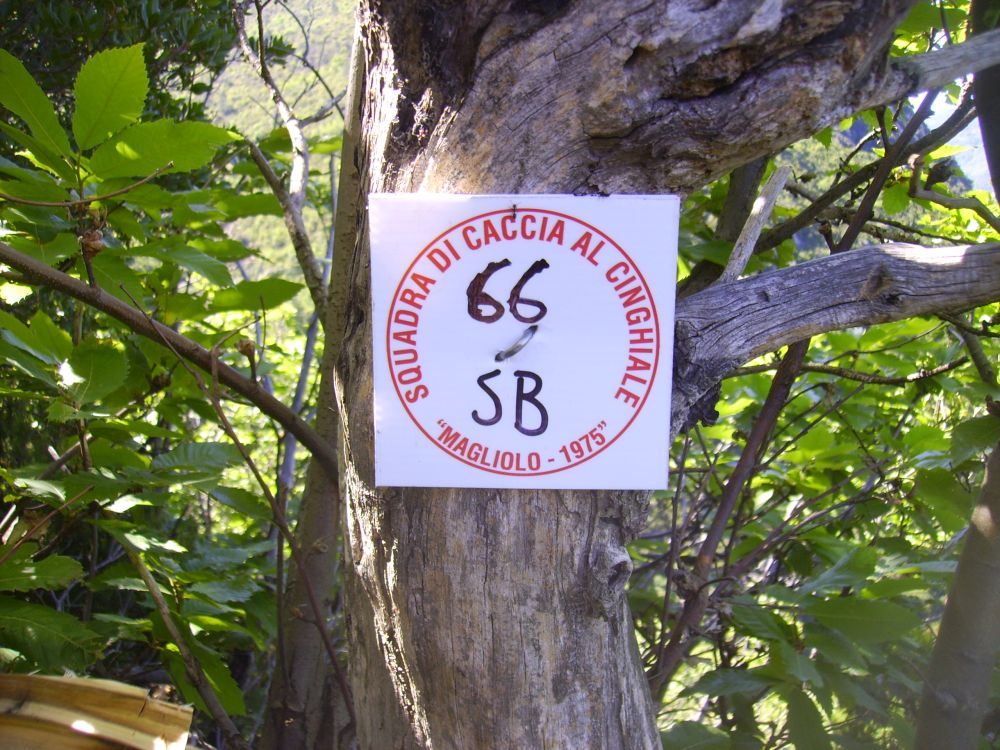 SQUADRA DI CACCIA AL CINGHIALE
66
SB
"MAGLIOLO - 1975"